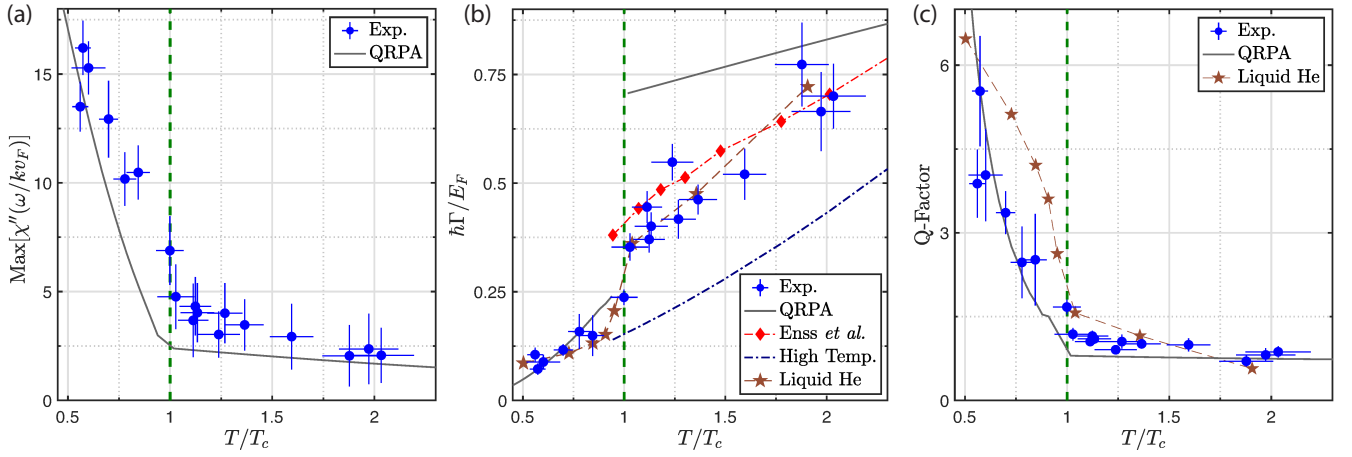 (a)
Max[χ″(ω/kv_F)]
15
10
5
0
0.5
1
1.5
2
T/T_c
Exp.
QRPA
(b)
ħΓ/E_F
0.75
0.5
0.25
0
0.5
1
1.5
2
T/T_c
Exp.
QRPA
Enss et al.
High Temp.
Liquid He
(c)
Q-Factor
6
3
0
0.5
1
1.5
2
T/T_c
Exp.
QRPA
Liquid He